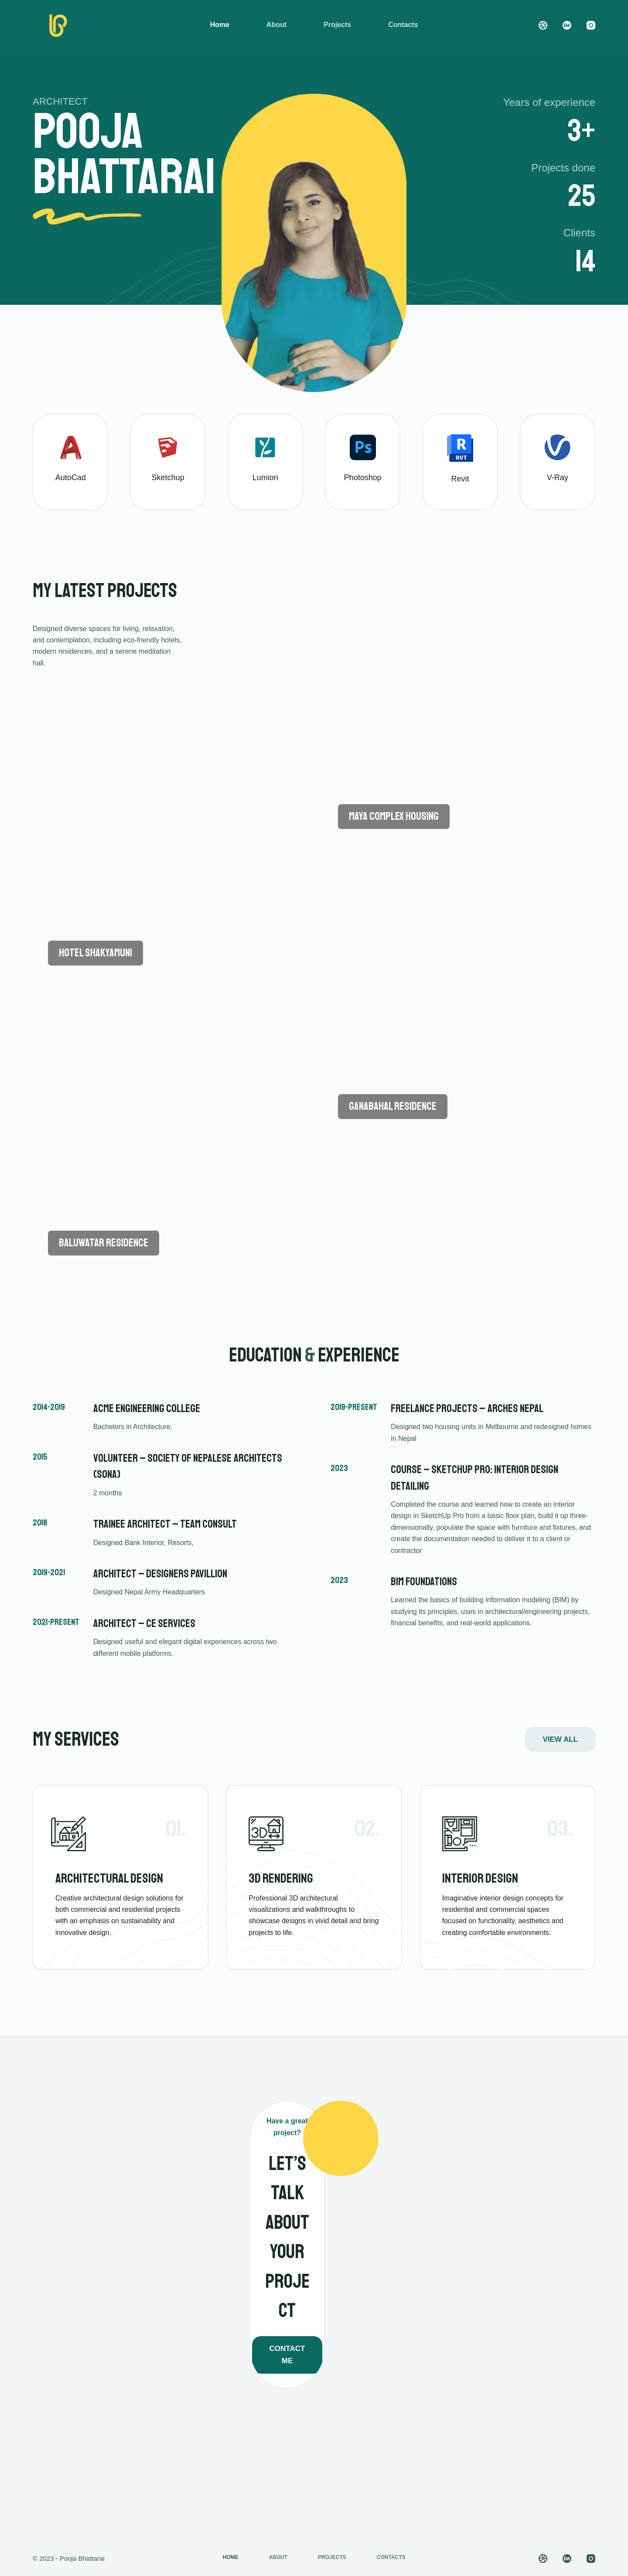 Home
About
Projects
Contacts
ARCHITECT
POOJA
BHATTARAI
Years of experience
3+
Projects done
25
Clients
14
AutoCad
Sketchup
Lumion
Ps
Photoshop
R
RVT
Revit
V-Ray
MY LATEST PROJECTS
Designed diverse spaces for living, relaxation,
and contemplation, including eco-friendly hotels,
modern residences, and a serene meditation
hall.
MAYA COMPLEX HOUSING
HOTEL SHAKYAMUNI
GANABAHAL RESIDENCE
BALUWATAR RESIDENCE
EDUCATION & EXPERIENCE
2014-2019
ACME ENGINEERING COLLEGE
Bachelors in Architecture.
2015
VOLUNTEER – SOCIETY OF NEPALESE ARCHITECTS
(SONA)
2 months
2018
TRAINEE ARCHITECT – TEAM CONSULT
Designed Bank Interior, Resorts,
2019-2021
ARCHITECT – DESIGNERS PAVILLION
Designed Nepal Army Headquarters
2021-PRESENT
ARCHITECT – CE SERVICES
Designed useful and elegant digital experiences across two
different mobile platforms.
2019-PRESENT
FREELANCE PROJECTS – ARCHES NEPAL
Designed two housing units in Melbourne and redesigned homes
in Nepal
2023
COURSE – SKETCHUP PRO: INTERIOR DESIGN
DETAILING
Completed the course and learned how to create an interior
design in SketchUp Pro from a basic floor plan, build it up three-
dimensionally, populate the space with furniture and fixtures, and
create the documentation needed to deliver it to a client or
contractor
2023
BIM FOUNDATIONS
Learned the basics of building information modeling (BIM) by
studying its principles, uses in architectural/engineering projects,
financial benefits, and real-world applications.
MY SERVICES
VIEW ALL
01.
ARCHITECTURAL DESIGN
Creative architectural design solutions for
both commercial and residential projects
with an emphasis on sustainability and
innovative design.
3D
02.
3D RENDERING
Professional 3D architectural
visualizations and walkthroughs to
showcase designs in vivid detail and bring
projects to life.
03.
INTERIOR DESIGN
Imaginative interior design concepts for
residential and commercial spaces
focused on functionality, aesthetics and
creating comfortable environments.
Have a great
project?
LET'S
TALK
ABOUT
YOUR
PROJE
CT
CONTACT
ME
© 2023 - Pooja Bhattarai
HOME
ABOUT
PROJECTS
CONTACTS